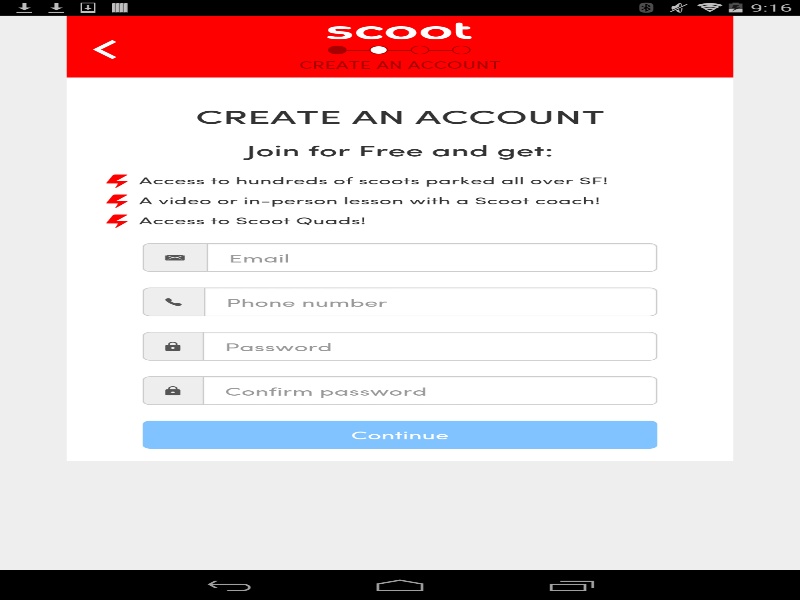 9:16
scoot
CREATE AN ACCOUNT
CREATE AN ACCOUNT
Join for Free and get:
Access to hundreds of scoots parked all over SF!
A video or in-person lesson with a Scoot coach!
Access to Scoot Quads!
Email
Phone number
Password
Confirm password
Continue